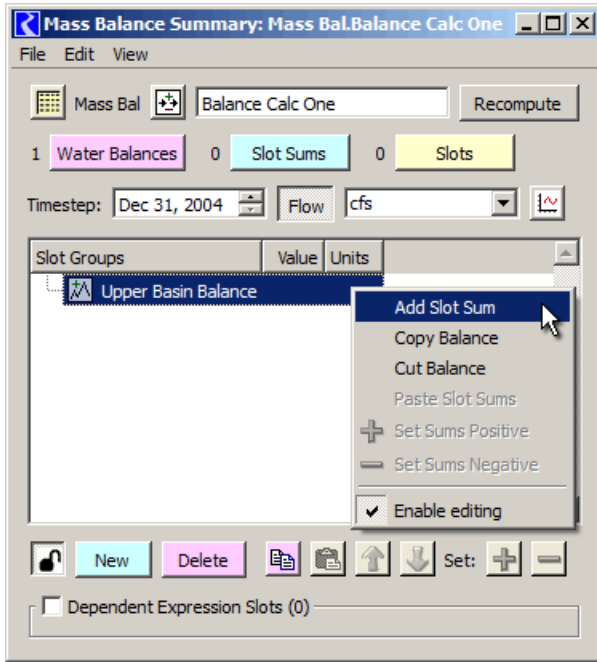 Mass Balance Summary: Mass Bal.Balance Calc One
File Edit View
Mass Bal Balance Calc One Recompute
1 Water Balances 0 Slot Sums 0 Slots
Timestep: Dec 31, 2004 Flow cfs
Slot Groups Value Units
Upper Basin Balance
Add Slot Sum
Copy Balance
Cut Balance
Paste Slot Sums
Set Sums Positive
Set Sums Negative
Enable editing
New Delete Set:
Dependent Expression Slots (0)